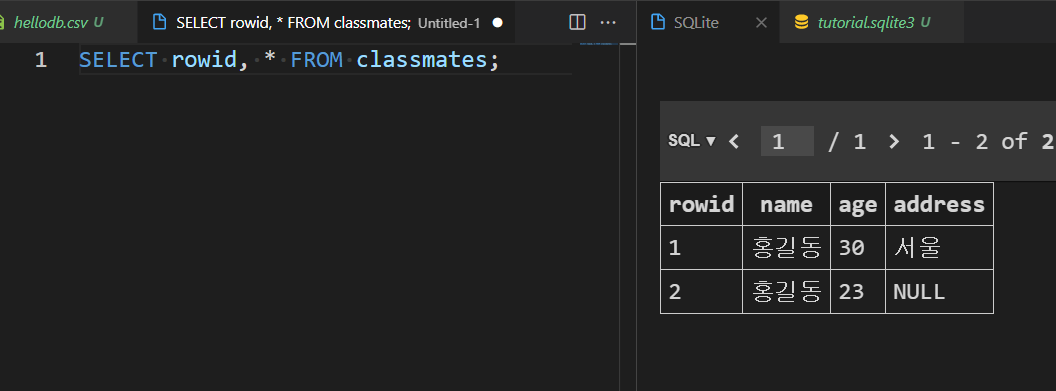 hellodb.csv U
SELECT rowid, * FROM classmates; Untitled-1
1 SELECT rowid, * FROM classmates;
SQLite
tutorial.sqlite3 U
SQL 1 / 1 1 - 2 of 2
rowid name age address
1 홍길동 30 서울
2 홍길동 23 NULL